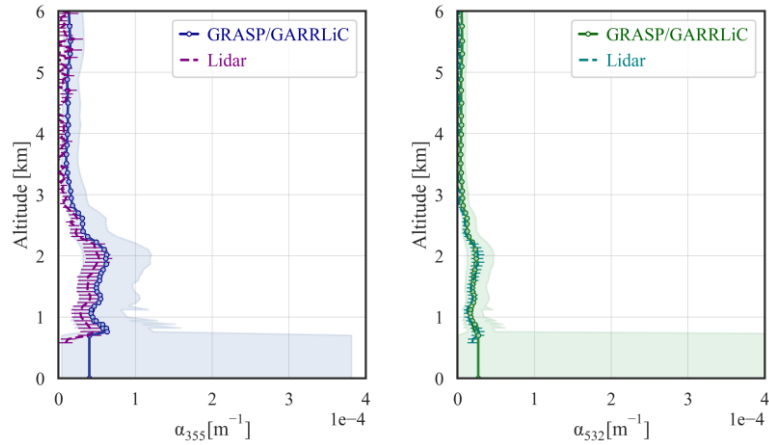 GRASP/GARRLiC
Lidar
Altitude [km]
6
5
4
3
2
1
0
0 1 2 3 4
1e−4
α355[m−1]
GRASP/GARRLiC
Lidar
Altitude [km]
6
5
4
3
2
1
0
0 1 2 3 4
1e−4
α532[m−1]